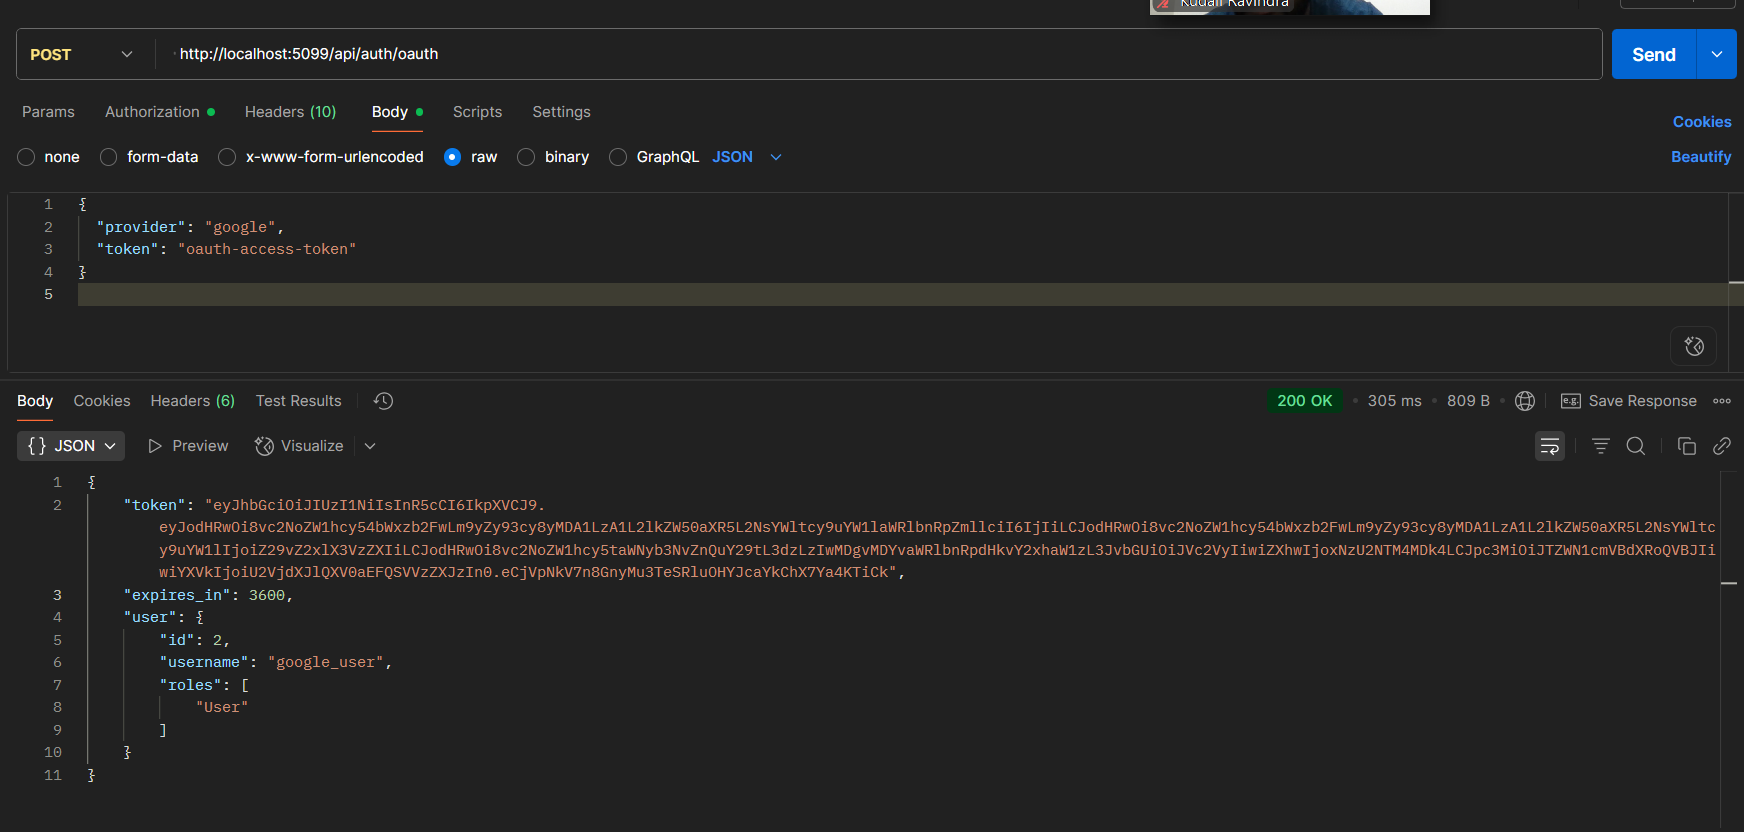 Kudali Ravindra
POST http://localhost:5099/api/auth/oauth Send
Params Authorization Headers (10) Body Scripts Settings Cookies
none form-data x-www-form-urlencoded raw binary GraphQL JSON Beautify
1 {
2 "provider": "google",
3 "token": "oauth-access-token"
4 }
5
Body Cookies Headers (6) Test Results 200 OK • 305 ms • 809 B • e.g. Save Response
{} JSON Preview Visualize
1 {
2 "token": "eyJhbGciOiJIUzI1NiIsInR5cCI6IkpXVCJ9.
eyJodHRwOi8vc2NoZW1hcy54bWxzb2FwLm9yZy93cy8yMDA1LzA1L2lkZW50aXR5L2NsYWltcy9uYW1laWRlbnRpZmllciI6IjIiLCJodHRwOi8vc2NoZW1hcy54bWxzb2FwLm9yZy93cy8yMDA1LzA1L2lkZW50aXR5L2NsYWltc
y9uYW1lIjoiZ29vZ2xlX3VzZXIiLCJodHRwOi8vc2NoZW1hcy5taWNyb3NvZnQuY29tL3dzLzIwMDgvMDYvaWRlbnRpdHkvY2xhaW1zL3JvbGUiOiJVc2VyIiwiZXhwIjoxNzU2NTM4MDk4LCJpc3MiOiJTZWN1cmVBdXRoQVBJIi
wiYXVkIjoiU2VjdXJlQXV0aEFQSVVzZXJzIn0.eCjVpNkV7n8GnyMu3TeSRluOHYJcaYkChX7Ya4KTiCk",
3 "expires_in": 3600,
4 "user": {
5 "id": 2,
6 "username": "google_user",
7 "roles": [
8 "User"
9 ]
10 }
11 }